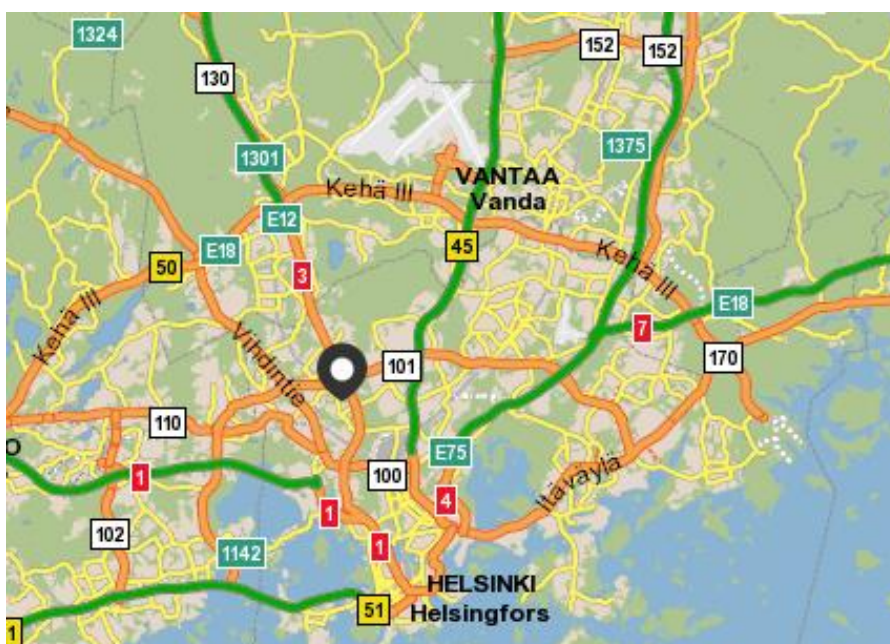 1324
152
152
130
1375
1301
VANTAA
Vanda
Kehä III
E12
E18
45
50
3
Kehä III
Kehä III
E18
7
Vihdintie
101
170
110
E75
100
Itäväylä
O
1
1
4
102
1142
1
HELSINKI
Helsingfors
51
1